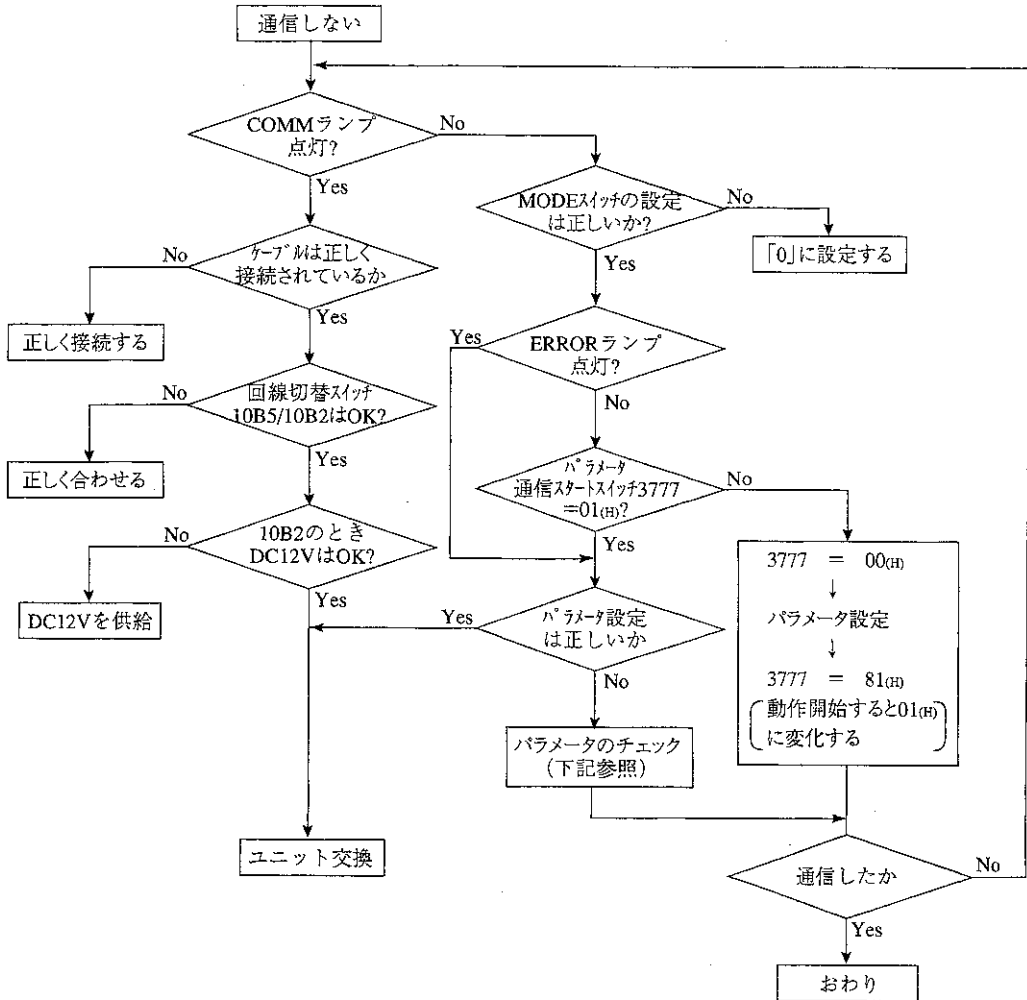 通信しない
COMMランプ
点灯?
No
Yes
MODEスイッチの設定
は正しいか?
No
「0」に設定する
Yes
ケーブルは正しく
接続されているか
No
正しく接続する
Yes
ERRORランプ
点灯?
Yes
No
回線切替スイッチ
10B5/10B2はOK?
No
正しく合わせる
Yes
パラメータ
通信スタートスイッチ3777
=01(H)?
No
Yes
10B2のとき
DC12VはOK?
No
DC12Vを供給
Yes
3777 = 00(H)
↓
パラメータ設定
↓
3777 = 81(H)
(動作開始すると01(H)
に変化する)
パラメータ設定
は正しいか
Yes
No
パラメータのチェック
(下記参照)
ユニット交換
通信したか
No
Yes
おわり